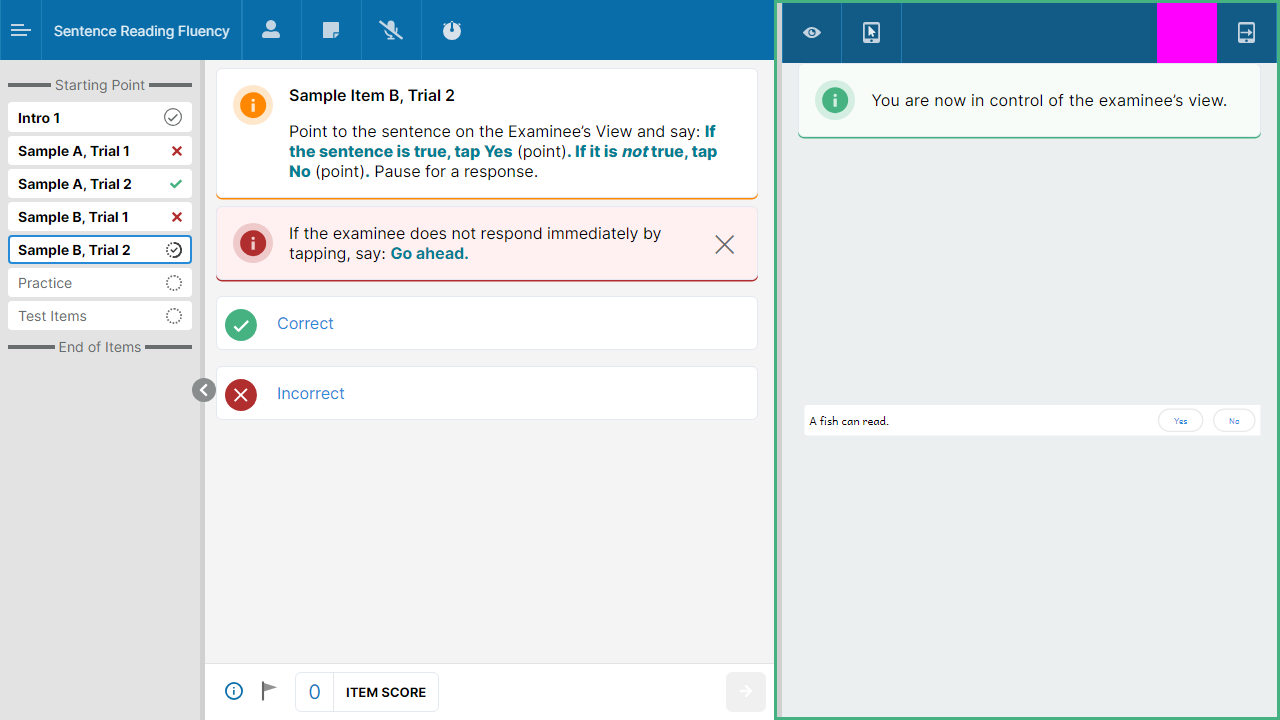 Sentence Reading Fluency
Starting Point
Intro 1
Sample A, Trial 1
Sample A, Trial 2
Sample B, Trial 1
Sample B, Trial 2
Practice
Test Items
End of Items
Sample Item B, Trial 2
Point to the sentence on the Examinee’s View and say: If
the sentence is true, tap Yes (point). If it is not true, tap
No (point). Pause for a response.
If the examinee does not respond immediately by
tapping, say: Go ahead.
Correct
Incorrect
0 ITEM SCORE
You are now in control of the examinee’s view.
A fish can read. Yes No